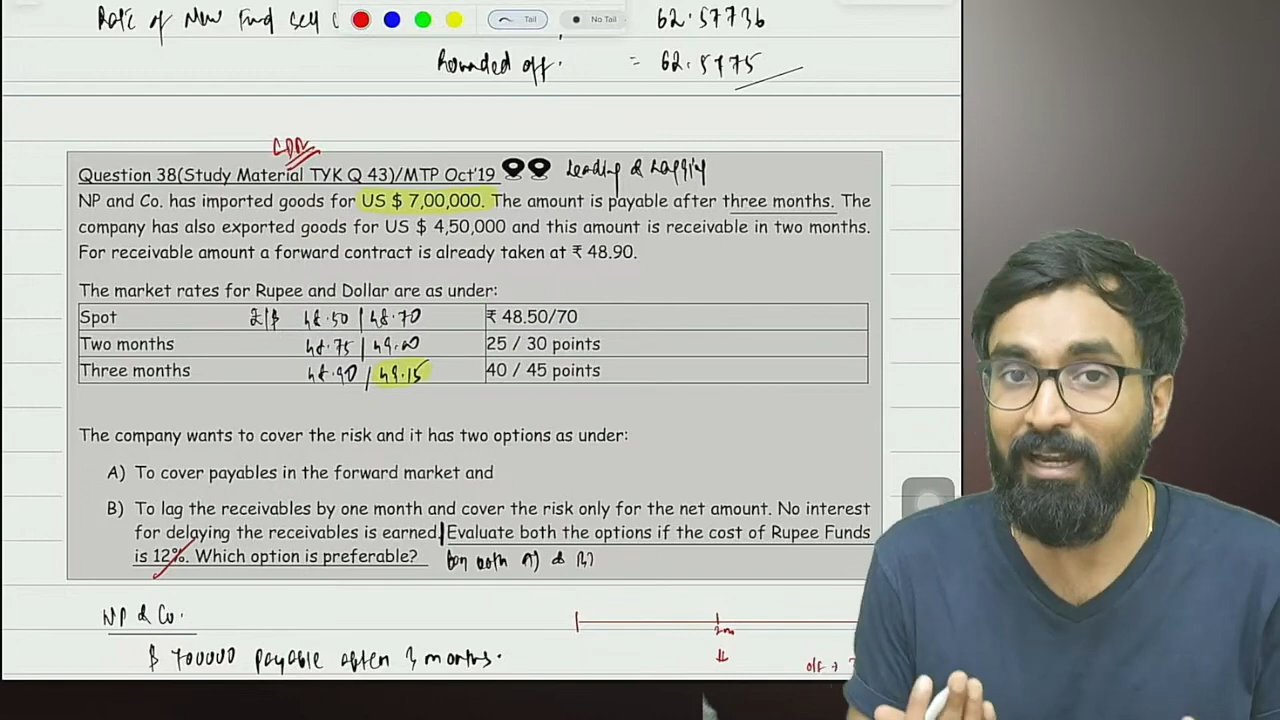 Rate of New Fund Sell
62.57736
Tail
No Tail
Rounded off. = 62.5775
Question 38(Study Material TYK Q 43)/MTP Oct'19 Leading & Lagging
NP and Co. has imported goods for US $ 7,00,000. The amount is payable after three months. The
company has also exported goods for US $ 4,50,000 and this amount is receivable in two months.
For receivable amount a forward contract is already taken at ₹ 48.90.
The market rates for Rupee and Dollar are as under:
Spot ₹/$ 48.50 / 48.70 ₹ 48.50/70
Two months 48.75 / 49.00 25 / 30 points
Three months 48.90 / 49.15 40 / 45 points
The company wants to cover the risk and it has two options as under:
A) To cover payables in the forward market and
B) To lag the receivables by one month and cover the risk only for the net amount. No interest
for delaying the receivables is earned. Evaluate both the options if the cost of Rupee Funds
is 12%. Which option is preferable? for both A) & B)
NP & Co.
2m
$ 700000 payable after 3 months.